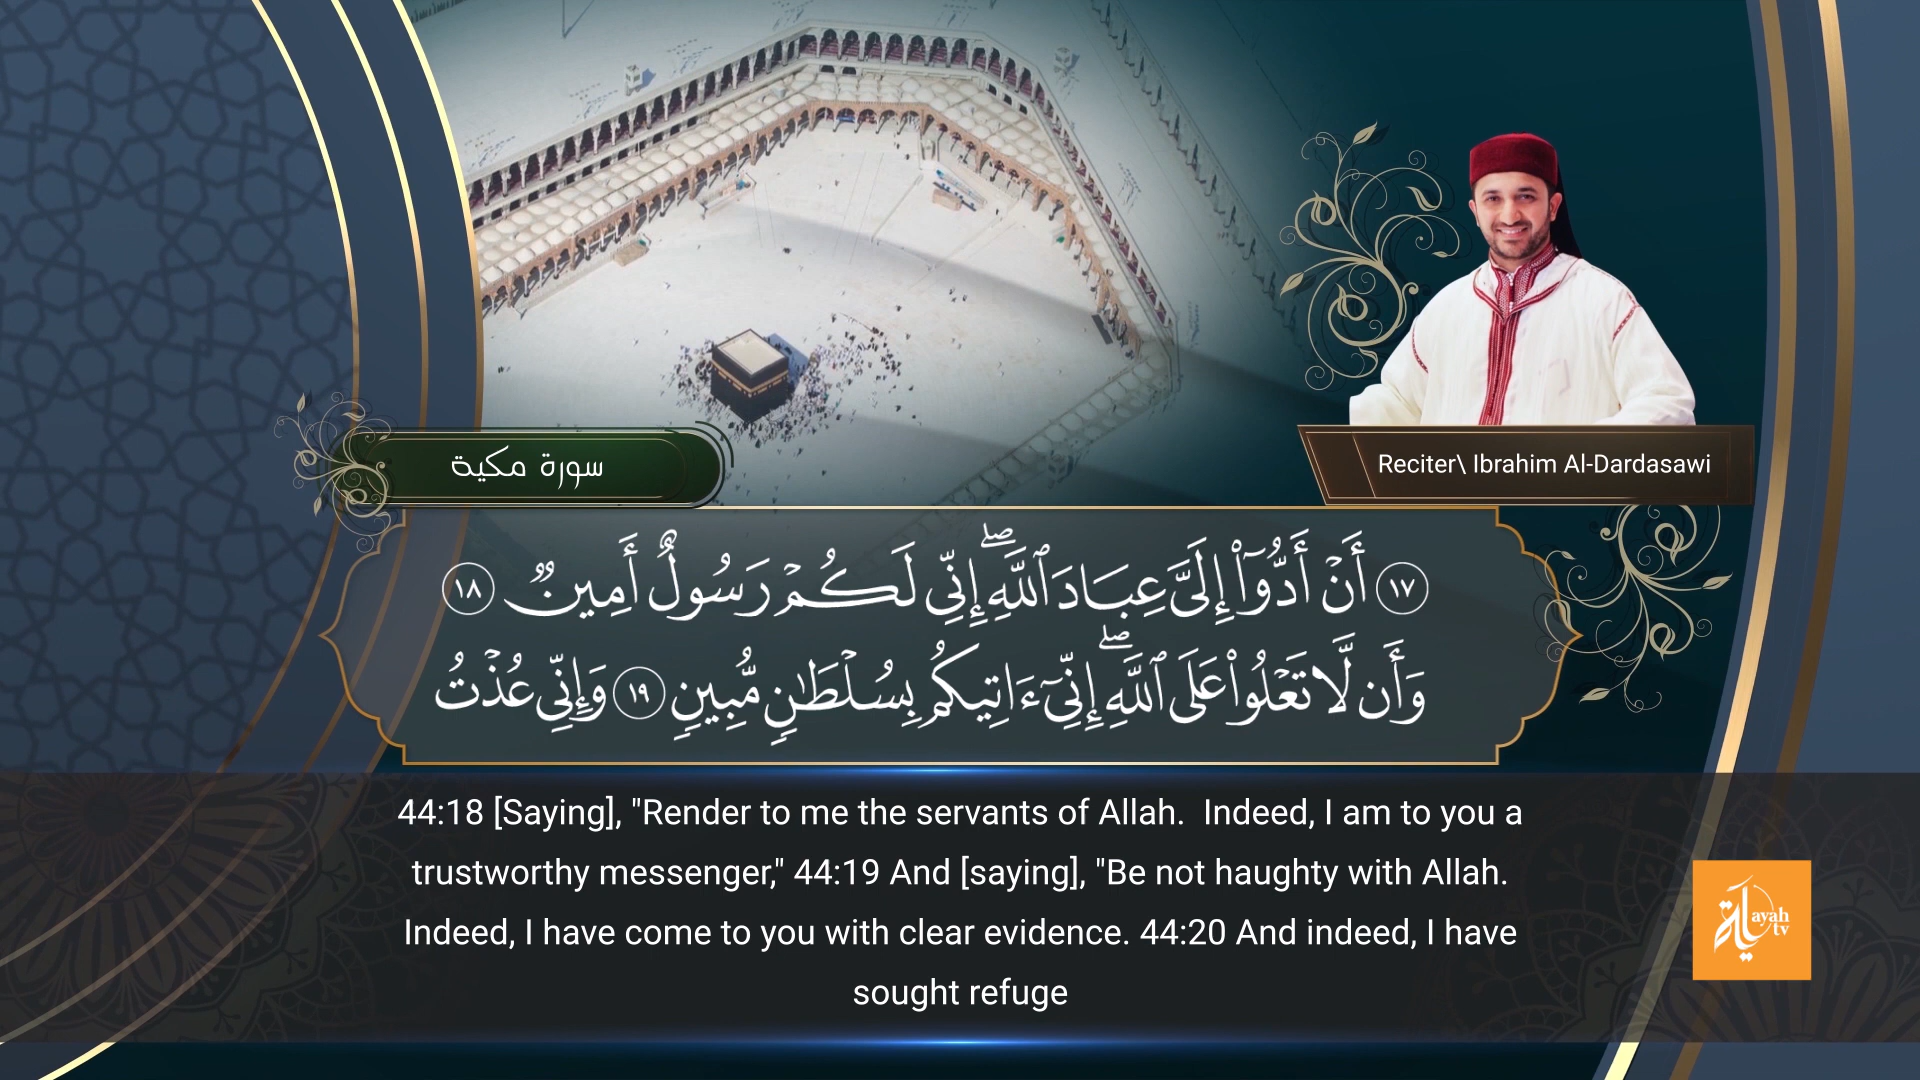 سورة مكية
Reciter\ Ibrahim Al-Dardasawi
١٧ أَنْ أَدُّوٓا۟ إِلَىَّ عِبَادَ ٱللَّهِ ۖ إِنِّى لَكُمْ رَسُولٌ أَمِينٌ ١٨
وَأَن لَّا تَعْلُوا۟ عَلَى ٱللَّهِ ۖ إِنِّىٓ ءَاتِيكُم بِسُلْطَٰنٍ مُّبِينٍ ١٩ وَإِنِّى عُذْتُ
44:18 [Saying], "Render to me the servants of Allah.  Indeed, I am to you a
trustworthy messenger," 44:19 And [saying], "Be not haughty with Allah.
Indeed, I have come to you with clear evidence. 44:20 And indeed, I have
sought refuge
آية
ayah
tv